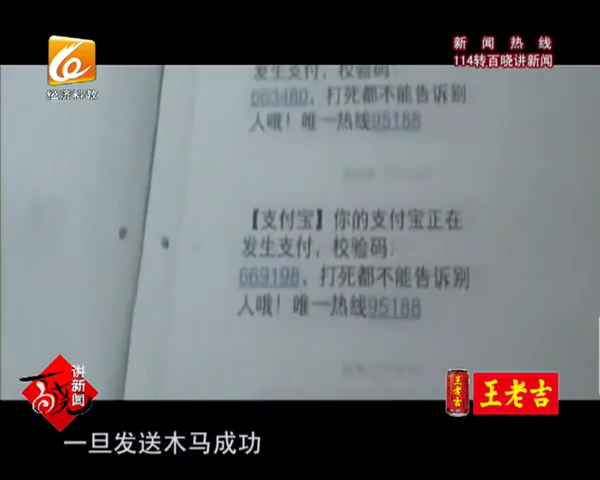 经济科教
新闻热线
114转百晓讲新闻
发生支付，校验码：
663480，打死都不能告诉别
人哦！唯一热线95188
【支付宝】你的支付宝正在
发生支付，校验码：
669198，打死都不能告诉别
人哦！唯一热线95188
百晓
讲新闻
王老吉
王老吉
一旦发送木马成功